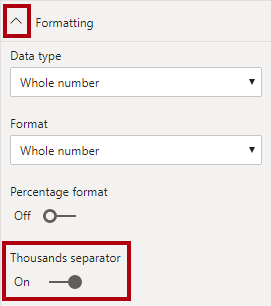 Formatting
Data type
Whole number
Format
Whole number
Percentage format
Off
Thousands separator
On